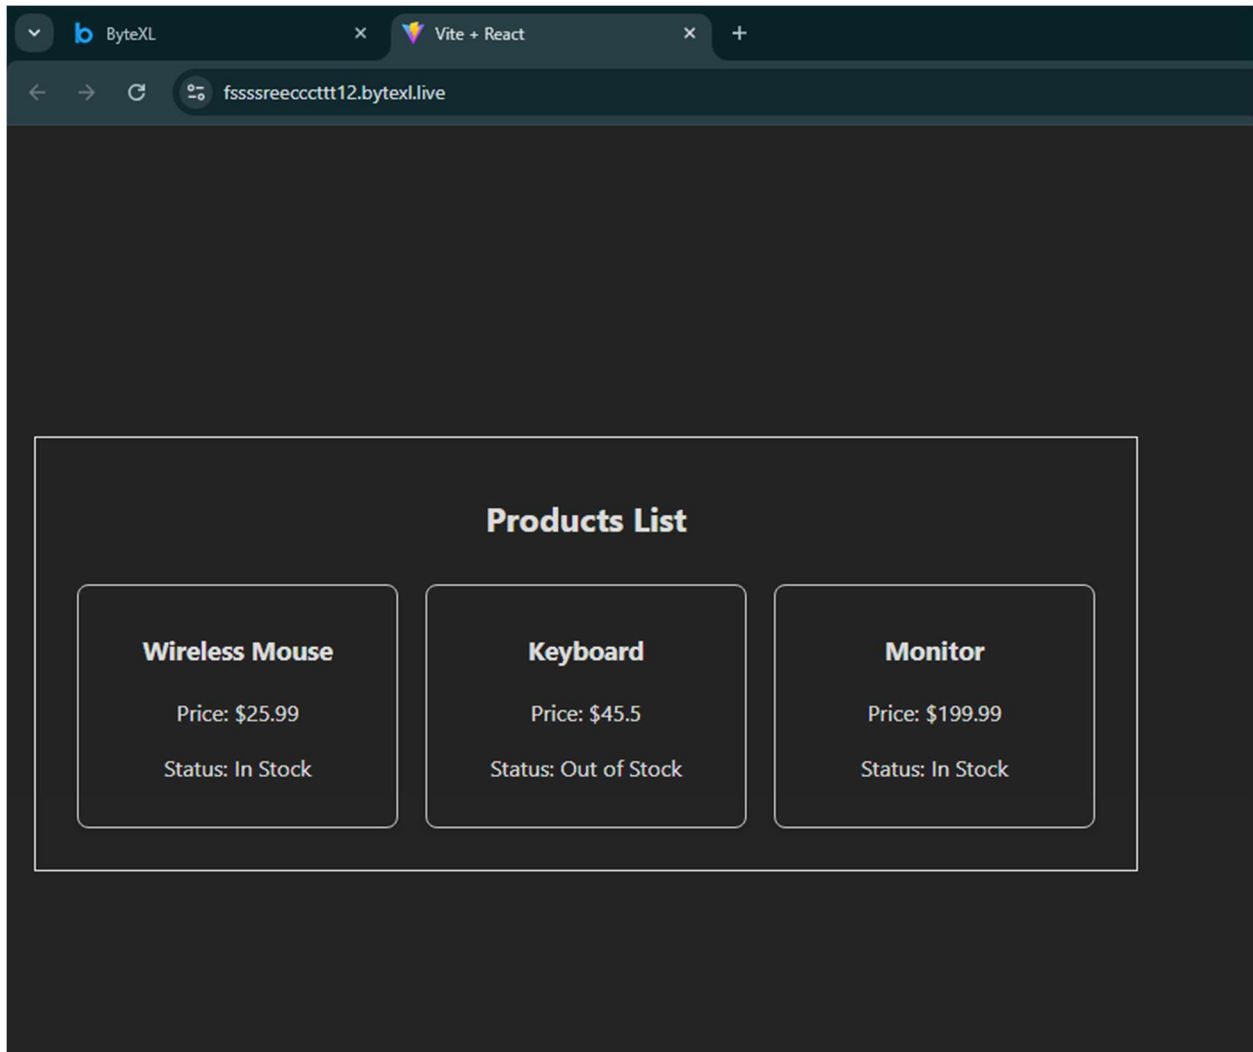 ByteXL
Vite + React
fssssreecccttt12.bytexl.live
Products List
Wireless Mouse
Price: $25.99
Status: In Stock
Keyboard
Price: $45.5
Status: Out of Stock
Monitor
Price: $199.99
Status: In Stock